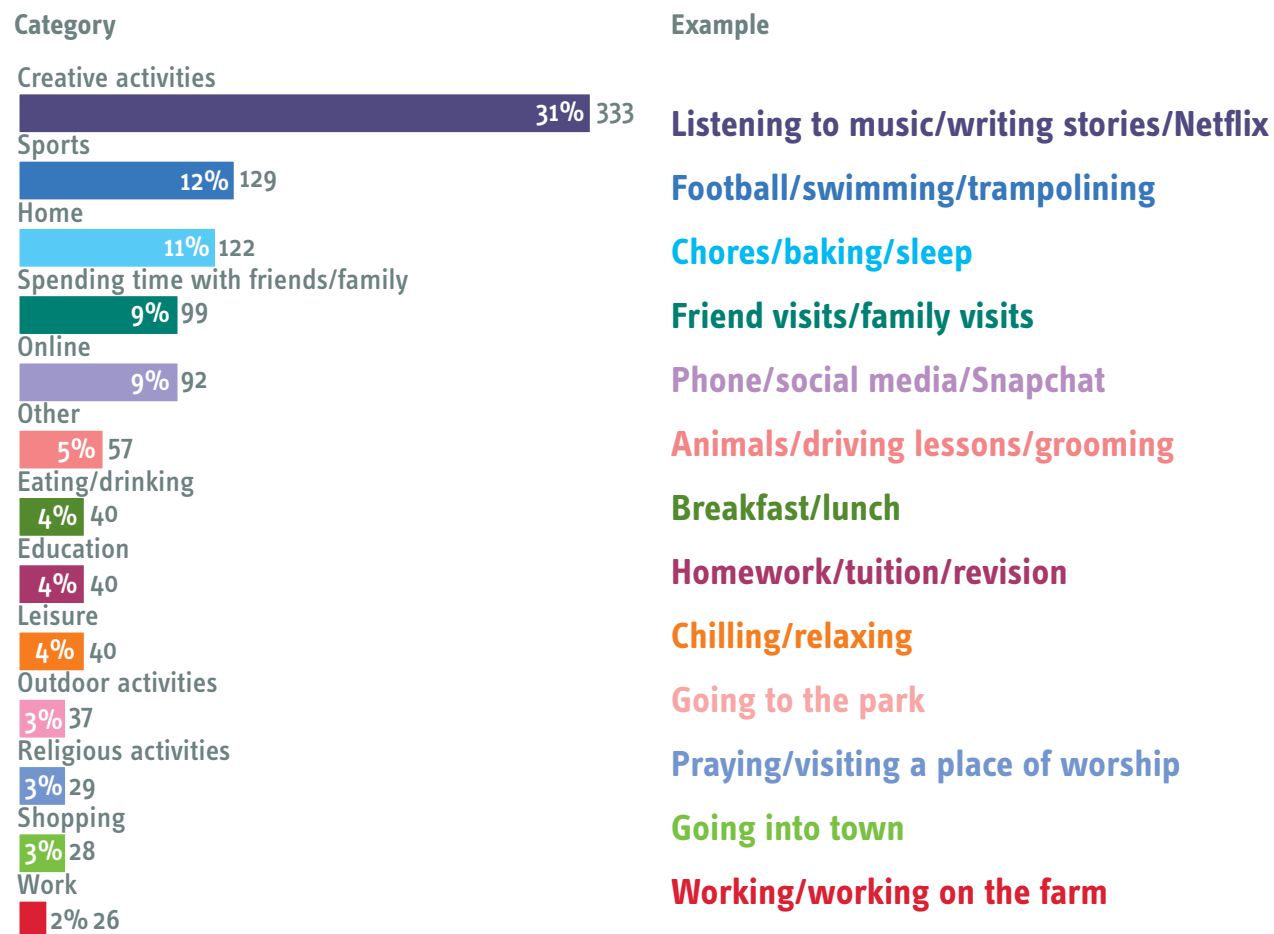 Category
Example
Creative activities
31% 333
Listening to music/writing stories/Netflix
Sports
12% 129
Football/swimming/trampolining
Home
11% 122
Chores/baking/sleep
Spending time with friends/family
9% 99
Friend visits/family visits
Online
9% 92
Phone/social media/Snapchat
Other
5% 57
Animals/driving lessons/grooming
Eating/drinking
4% 40
Breakfast/lunch
Education
4% 40
Homework/tuition/revision
Leisure
4% 40
Chilling/relaxing
Outdoor activities
3% 37
Going to the park
Religious activities
3% 29
Praying/visiting a place of worship
Shopping
3% 28
Going into town
Work
2% 26
Working/working on the farm